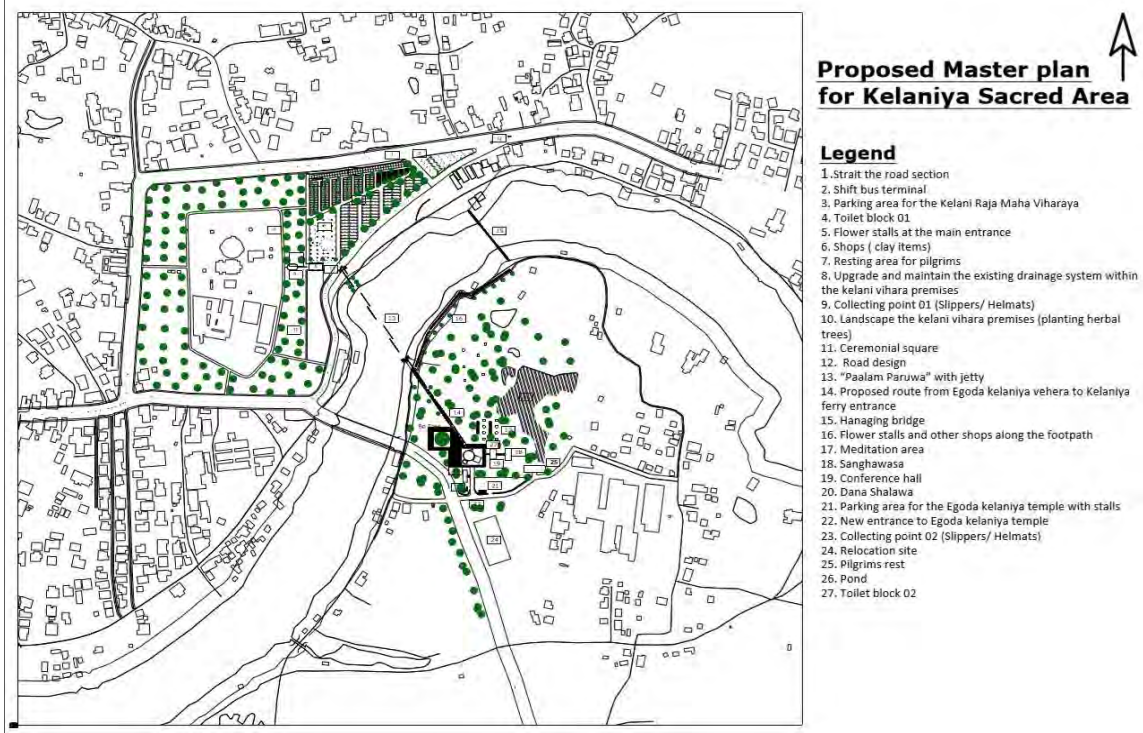 Proposed Master plan
for Kelaniya Sacred Area
Legend
1.Strait the road section
2. Shift bus terminal
3. Parking area for the Kelani Raja Maha Viharaya
4. Toilet block 01
5. Flower stalls at the main entrance
6. Shops ( clay items)
7. Resting area for pilgrims
8. Upgrade and maintain the existing drainage system within
the kelani vihara premises
9. Collecting point 01 (Slippers/ Helmats)
10. Landscape the kelani vihara premises (planting herbal
trees)
11. Ceremonial square
12. Road design
13. “Paalam Paruwa” with jetty
14. Proposed route from Egoda kelaniya vehera to Kelaniya
ferry entrance
15. Hanaging bridge
16. Flower stalls and other shops along the footpath
17. Meditation area
18. Sanghawasa
19. Conference hall
20. Dana Shalawa
21. Parking area for the Egoda kelaniya temple with stalls
22. New entrance to Egoda kelaniya temple
23. Collecting point 02 (Slippers/ Helmats)
24. Relocation site
25. Pilgrims rest
26. Pond
27. Toilet block 02
15
13
16
14
19
25
21
24